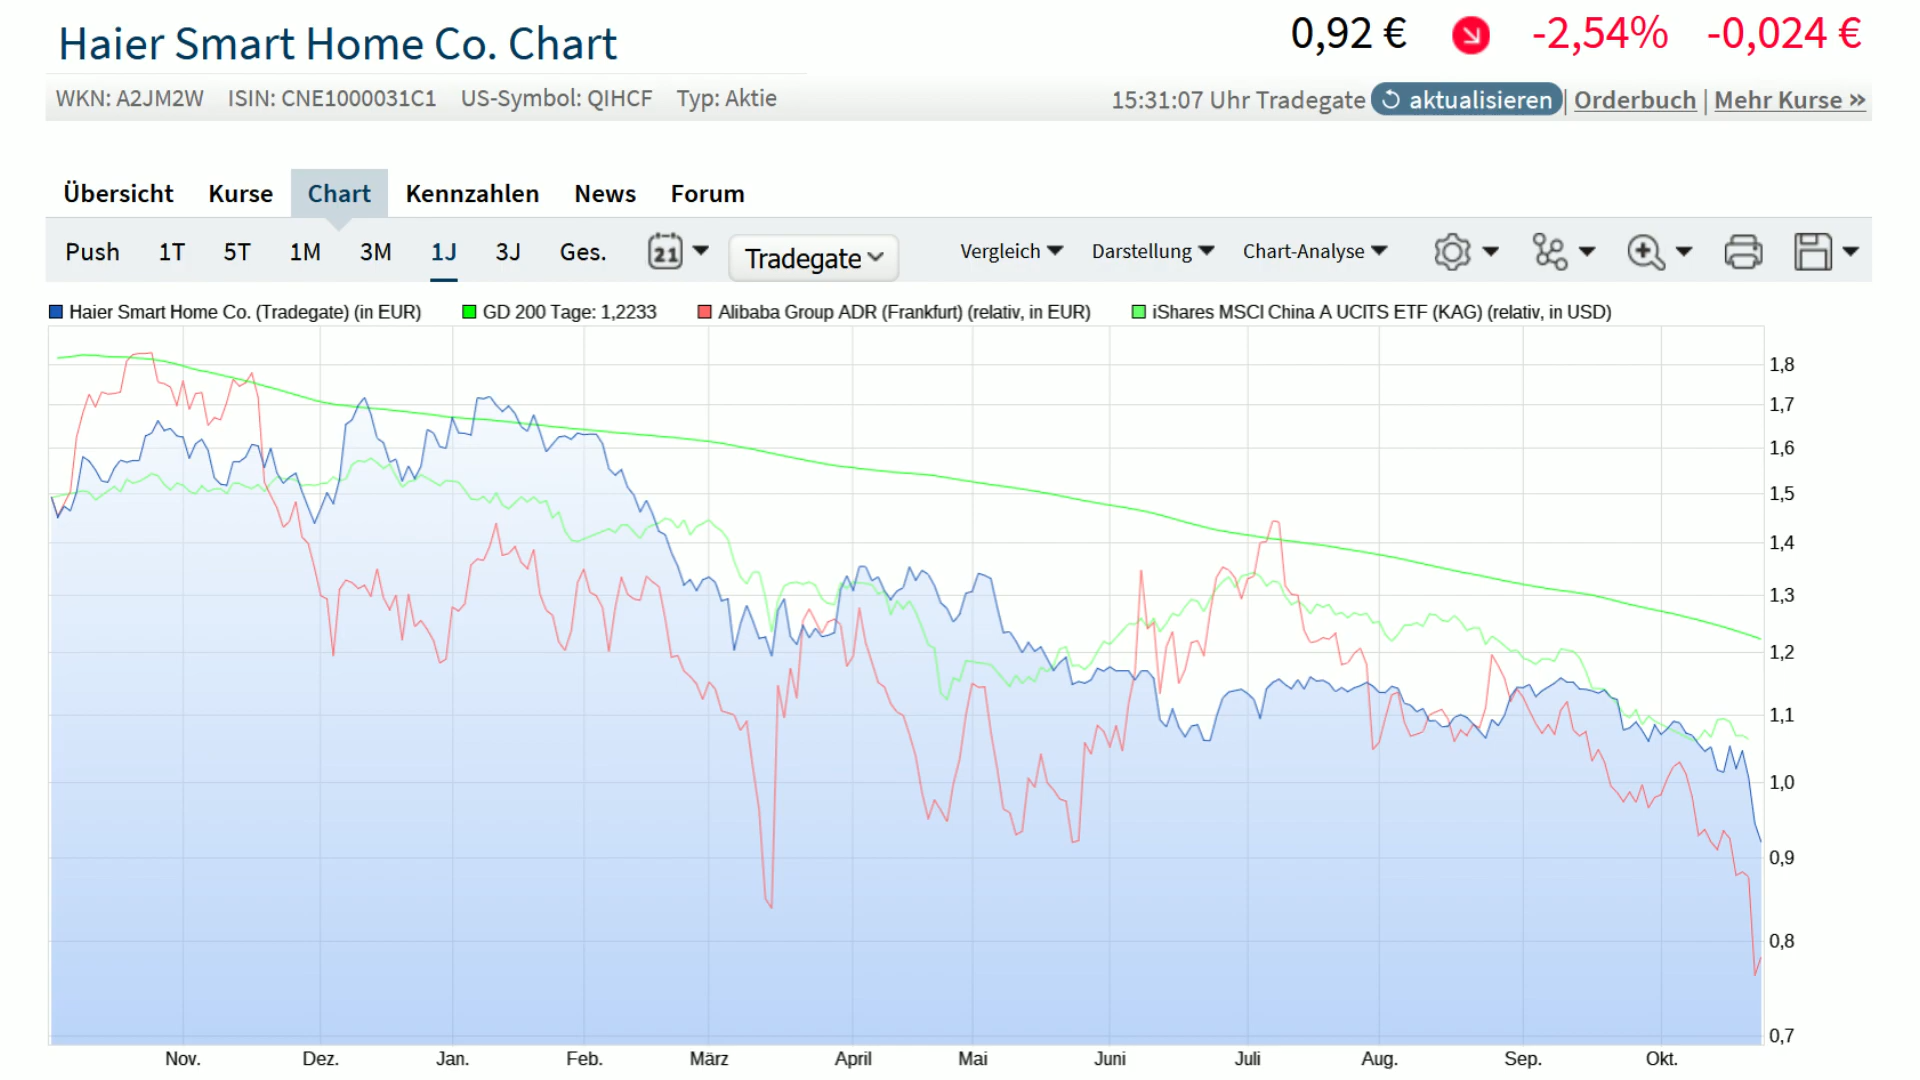 Haier Smart Home Co. Chart
0,92 € -2,54% -0,024 €
WKN: A2JM2W ISIN: CNE1000031C1 US-Symbol: QIHCF Typ: Aktie
15:31:07 Uhr Tradegate aktualisieren | Orderbuch | Mehr Kurse »
Übersicht Kurse Chart Kennzahlen News Forum
Push 1T 5T 1M 3M 1J 3J Ges. 21 Tradegate Vergleich Darstellung Chart-Analyse
Haier Smart Home Co. (Tradegate) (in EUR) GD 200 Tage: 1,2233 Alibaba Group ADR (Frankfurt) (relativ, in EUR) iShares MSCI China A UCITS ETF (KAG) (relativ, in USD)
1,8
1,7
1,6
1,5
1,4
1,3
1,2
1,1
1,0
0,9
0,8
0,7
Nov. Dez. Jan. Feb. März April Mai Juni Juli Aug. Sep. Okt.